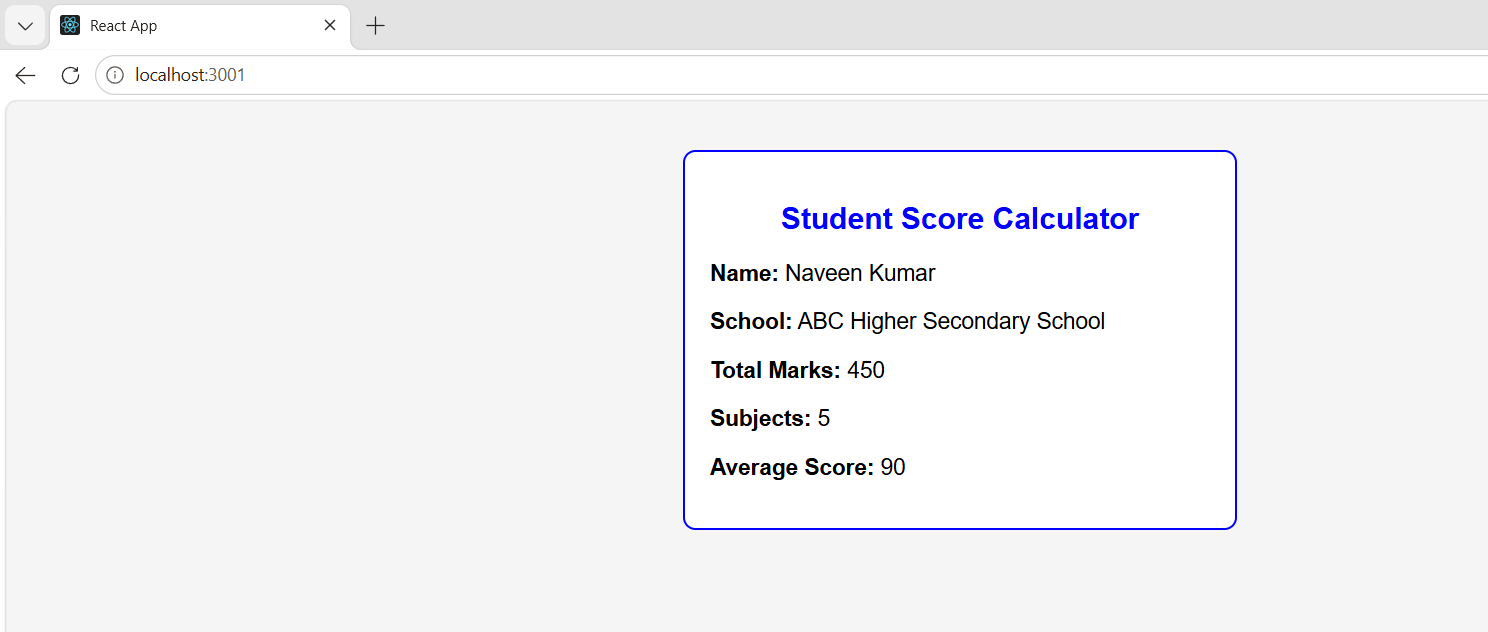 React App
localhost:3001
Student Score Calculator
Name: Naveen Kumar
School: ABC Higher Secondary School
Total Marks: 450
Subjects: 5
Average Score: 90